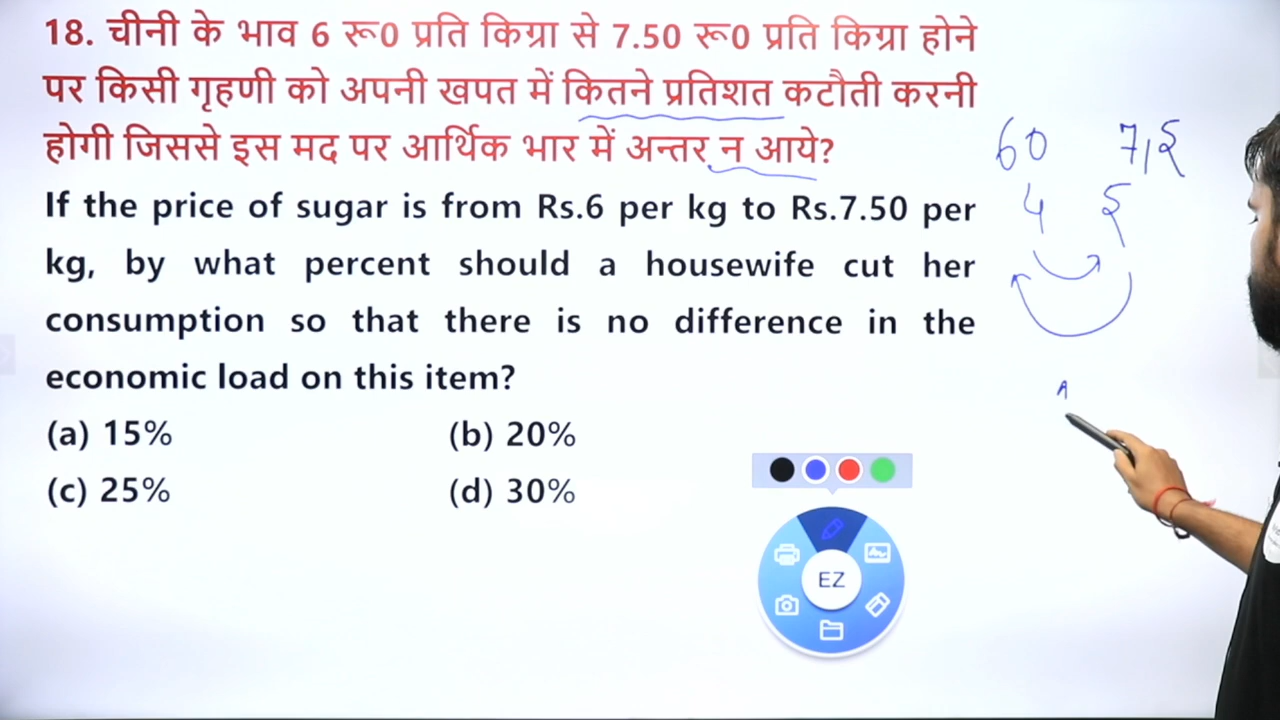 18. चीनी के भाव 6 रू0 प्रति किग्रा से 7.50 रू0 प्रति किग्रा होने
पर किसी गृहणी को अपनी खपत में कितने प्रतिशत कटौती करनी
होगी जिससे इस मद पर आर्थिक भार में अन्तर न आये?
If the price of sugar is from Rs.6 per kg to Rs.7.50 per
kg, by what percent should a housewife cut her
consumption so that there is no difference in the
economic load on this item?
(a) 15%
(b) 20%
(c) 25%
(d) 30%
60 7,5
4 5
EZ